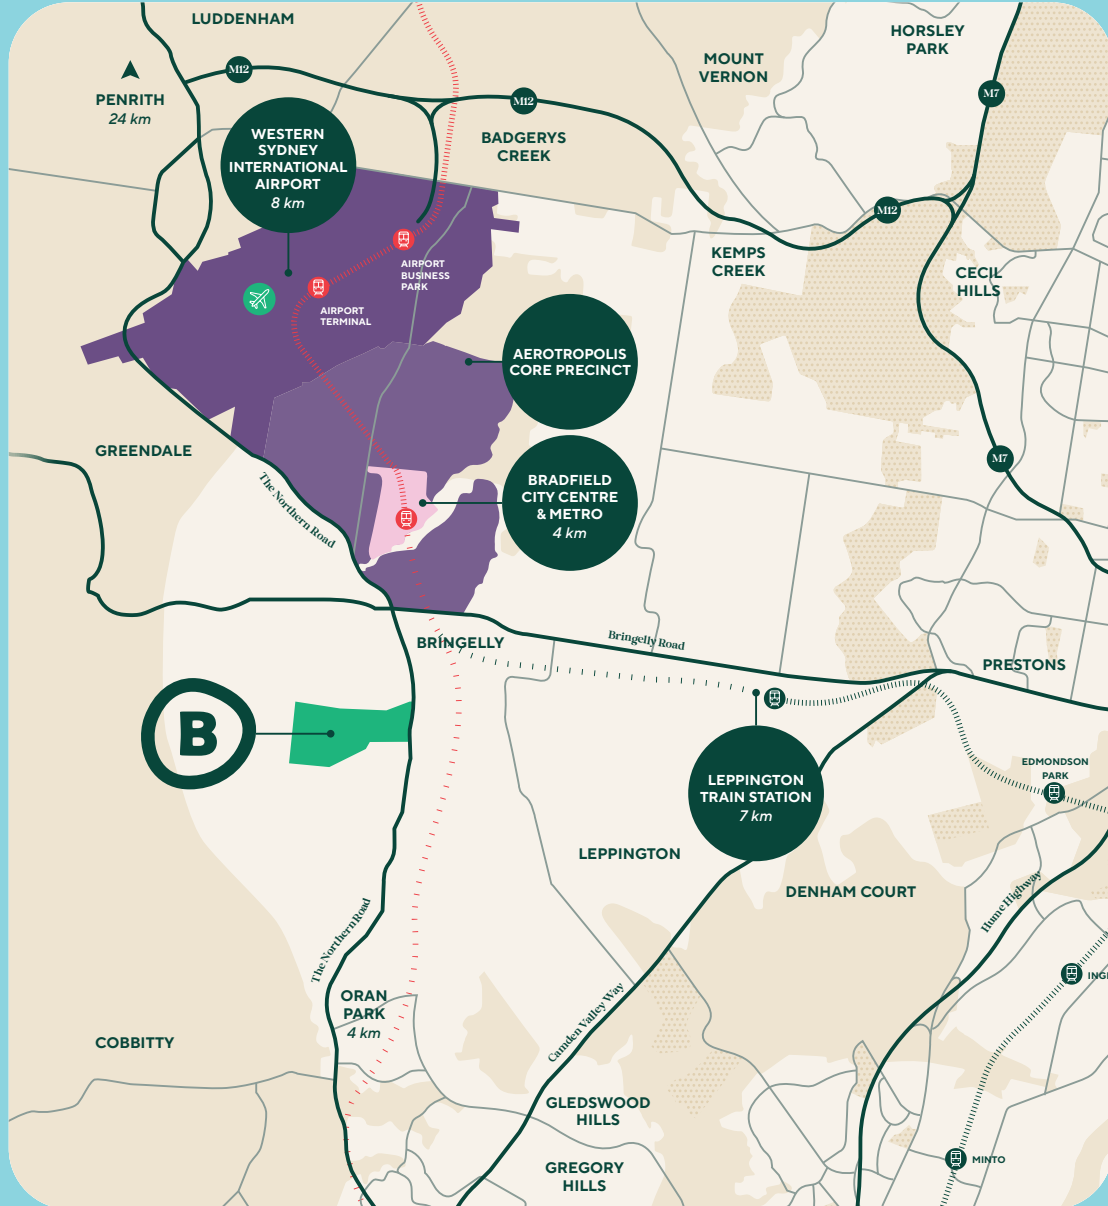 LUDDENHAM
HORSLEY
PARK
MOUNT
VERNON
M12
M7
PENRITH
24 km
M12
WESTERN
SYDNEY
INTERNATIONAL
AIRPORT
8 km
BADGERYS
CREEK
M12
KEMPS
CREEK
CECIL
HILLS
AIRPORT
BUSINESS
PARK
AIRPORT
TERMINAL
AEROTROPOLIS
CORE PRECINCT
GREENDALE
M7
The Northern Road
BRADFIELD
CITY CENTRE
& METRO
4 km
BRINGELLY
Bringelly Road
PRESTONS
B
LEPPINGTON
TRAIN STATION
7 km
EDMONDSON
PARK
LEPPINGTON
DENHAM COURT
Hume Highway
The Northern Road
INGL
ORAN
PARK
4 km
Camden Valley Way
COBBITTY
GLEDSWOOD
HILLS
GREGORY
HILLS
MINTO